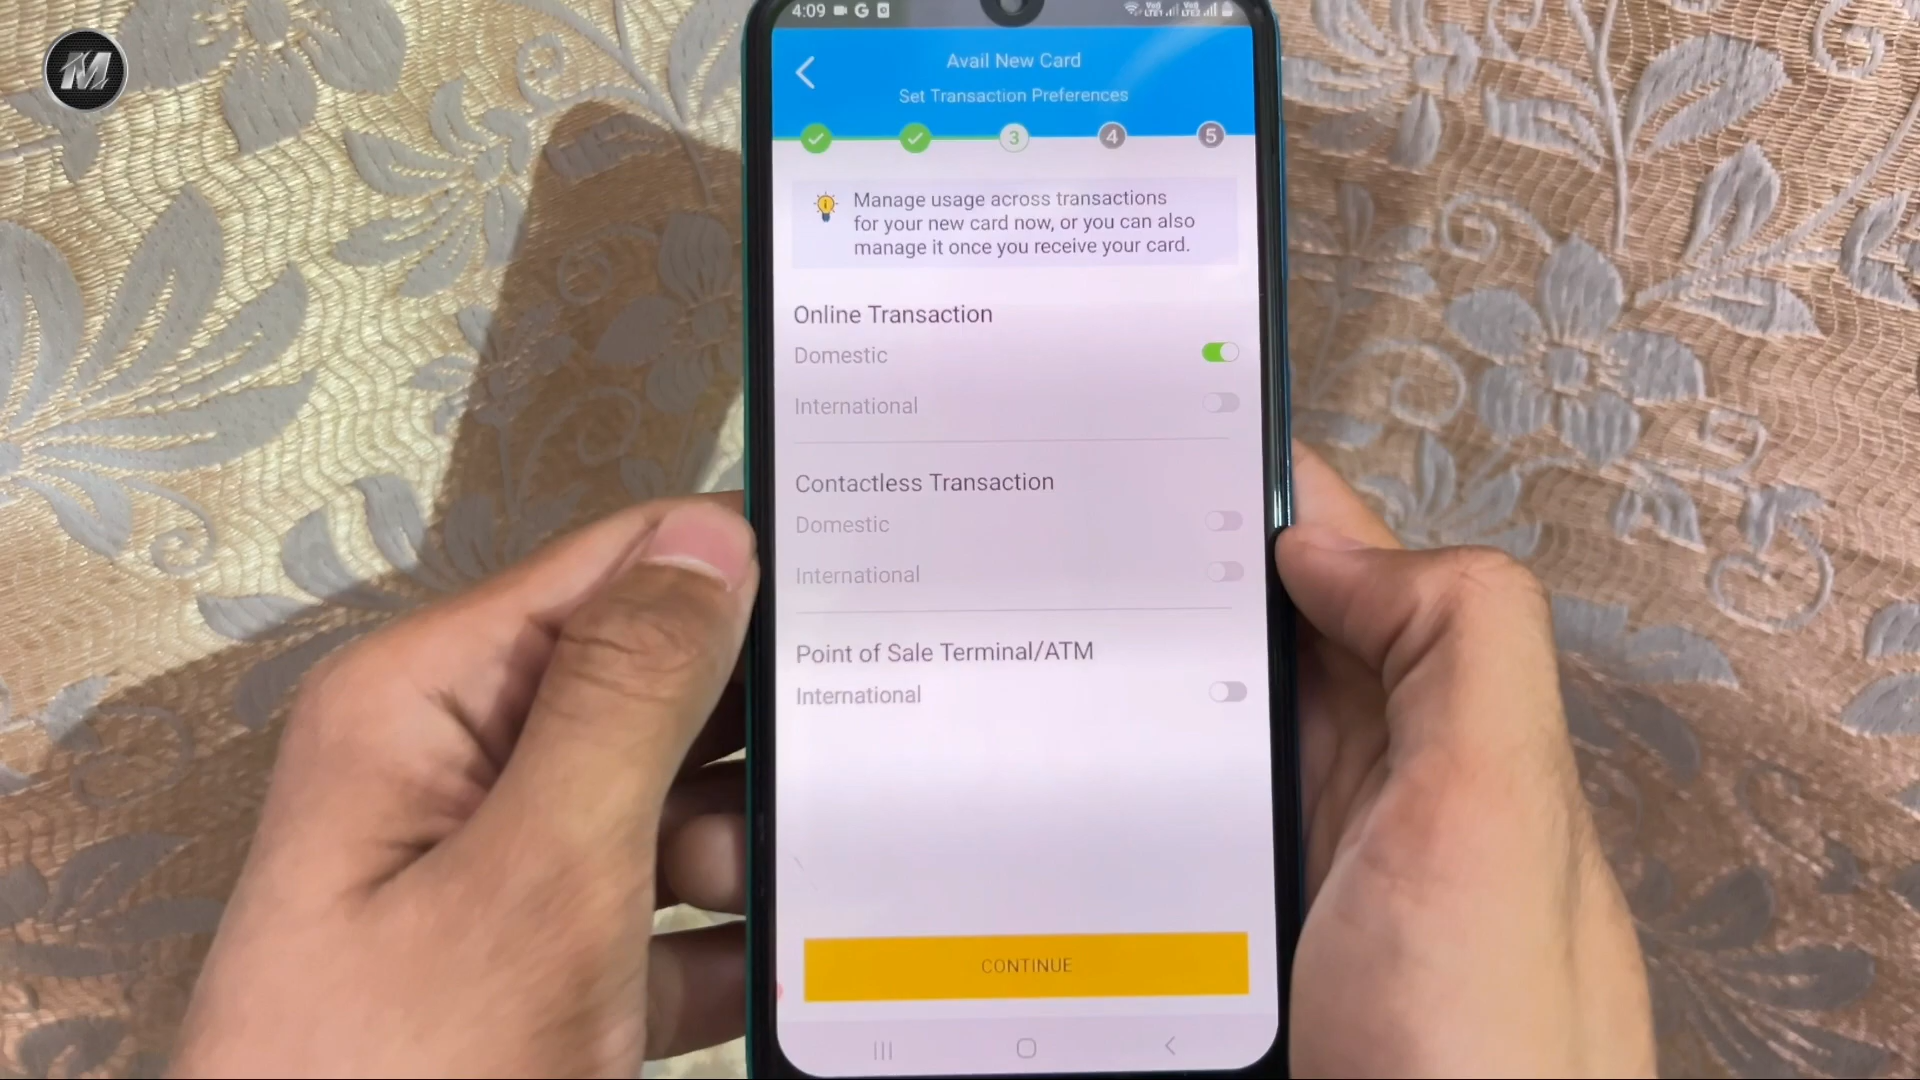 M
4:09 G
Avail New Card
Set Transaction Preferences
3 4 5
Manage usage across transactions
for your new card now, or you can also
manage it once you receive your card.
Online Transaction
Domestic
International
Contactless Transaction
Domestic
International
Point of Sale Terminal/ATM
International
CONTINUE